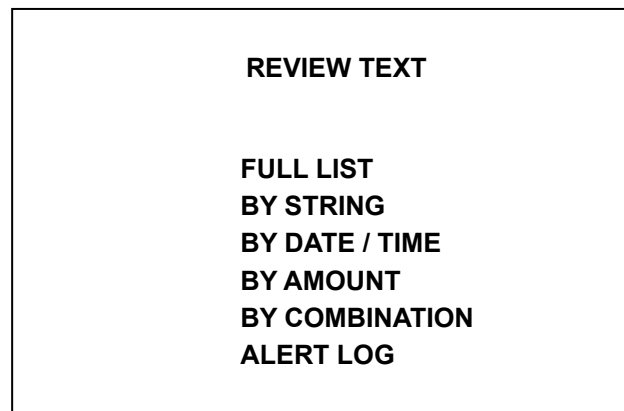 REVIEW TEXT
FULL LIST
BY STRING
BY DATE / TIME
BY AMOUNT
BY COMBINATION
ALERT LOG